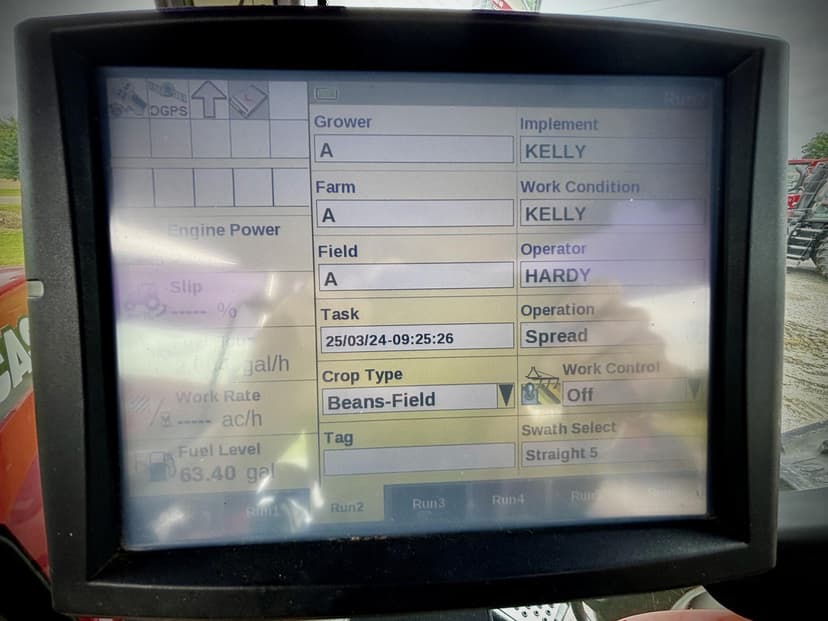 DGPS
Engine Power
Slip
----- %
gal/h
Work Rate
----- ac/h
Fuel Level
63.40 gal
Grower
A
Farm
A
Field
A
Task
25/03/24-09:25:26
Crop Type
Beans-Field
Tag
Implement
KELLY
Work Condition
KELLY
Operator
HARDY
Operation
Spread
Work Control
Off
Swath Select
Straight 5
Run1
Run2
Run3
Run4
CAS